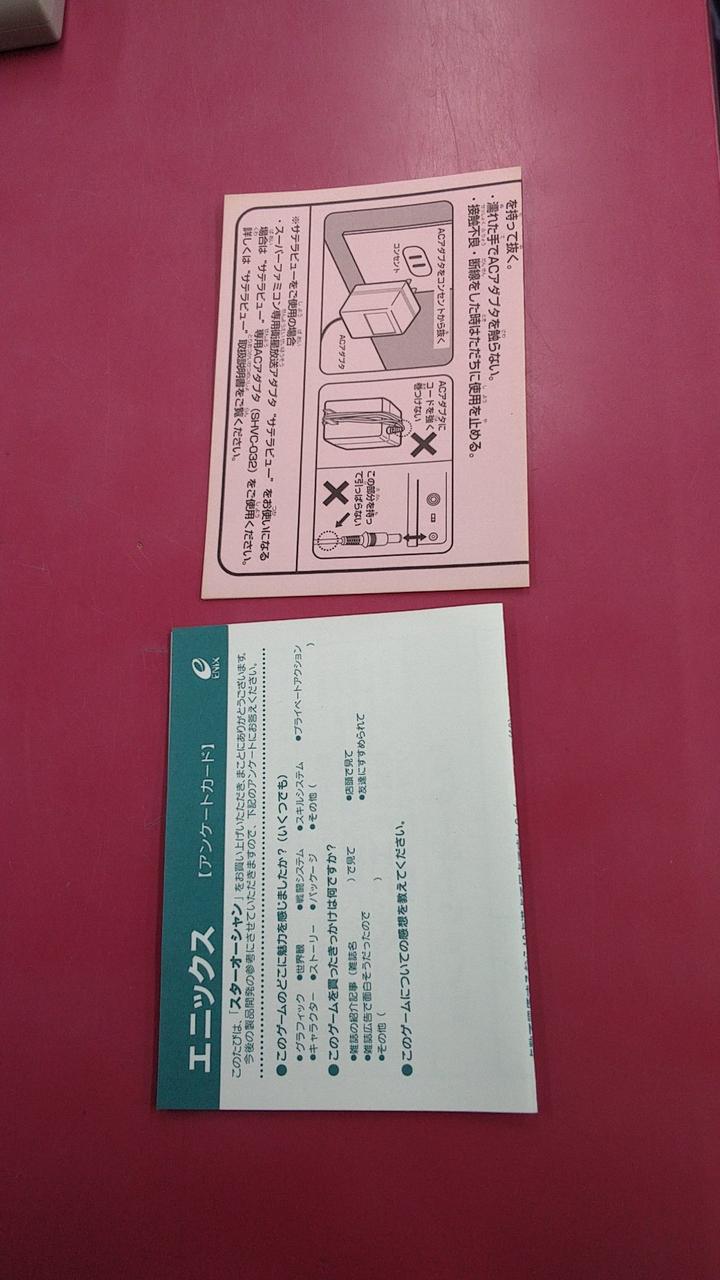 を持って抜く。
・濡れた手でACアダプタを触らない。
・接触不良・断線をした時はただちに使用を止める。
ACアダプタをコンセントから抜く
コンセント
ACアダプタ
ACアダプタに
コードを強く
巻つけない
この部分を持っ
て引っぱらない
※サテラビューをご使用の場合
・スーパーファミコン専用衛星放送アダプタ“サテラビュー”をお使いになる
場合は“サテラビュー”専用ACアダプタ（SHVC-032）をご使用ください。
詳しくは“サテラビュー”取扱説明書をご覧ください。
エニックス 【アンケートカード】
ENIX
このたびは、「スターオーシャン」をお買い上げいただき、まことにありがとうございます。
今後の製品開発の参考にさせていただきますので、下記のアンケートにお答えください。
●このゲームのどこに魅力を感じましたか？（いくつでも）
●グラフィック ●世界観 ●戦闘システム ●スキルシステム ●プライベートアクション
●キャラクター ●ストーリー ●パッケージ ●その他（ ）
●このゲームを買ったきっかけは何ですか？
●雑誌の紹介記事（雑誌名 ）で見て ●店頭で見て
●雑誌広告で面白そうだったので ●友達にすすめられて
●その他（ ）
●このゲームについての感想を教えてください。